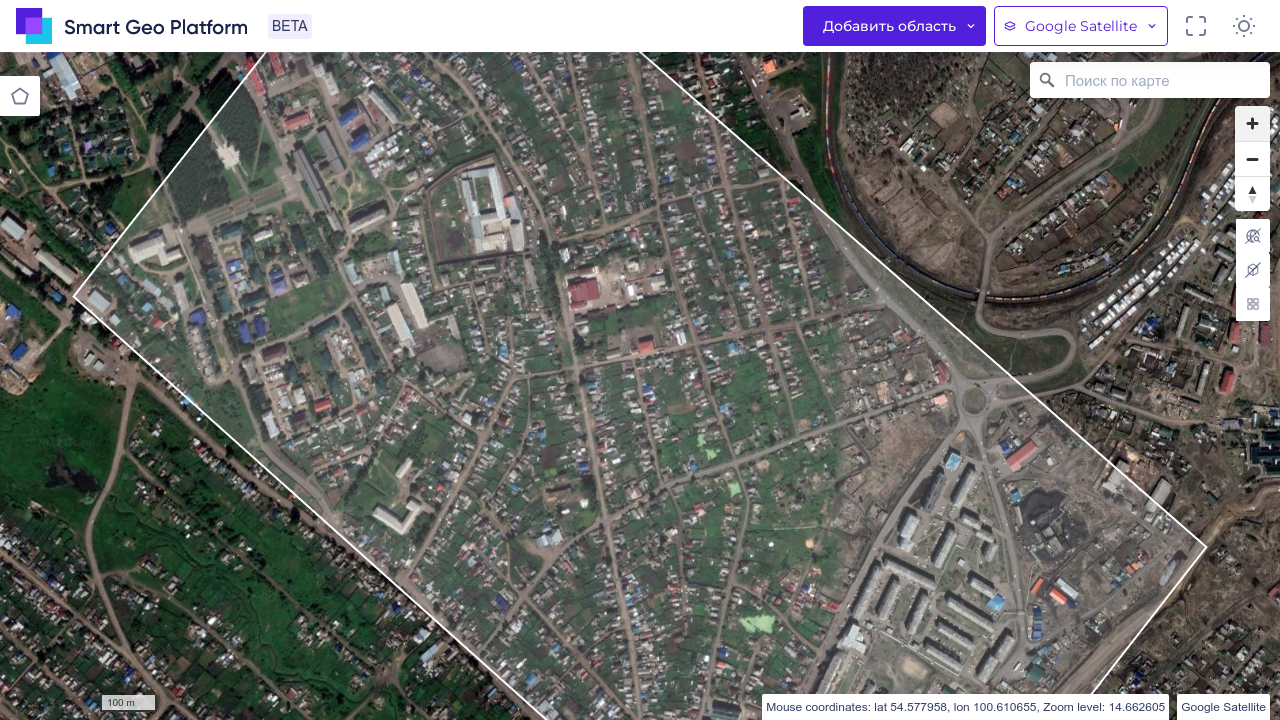 Smart Geo Platform
BETA
Добавить область
Google Satellite
Поиск по карте
100 m
Mouse coordinates: lat 54.577958, lon 100.610655, Zoom level: 14.662605
Google Satellite